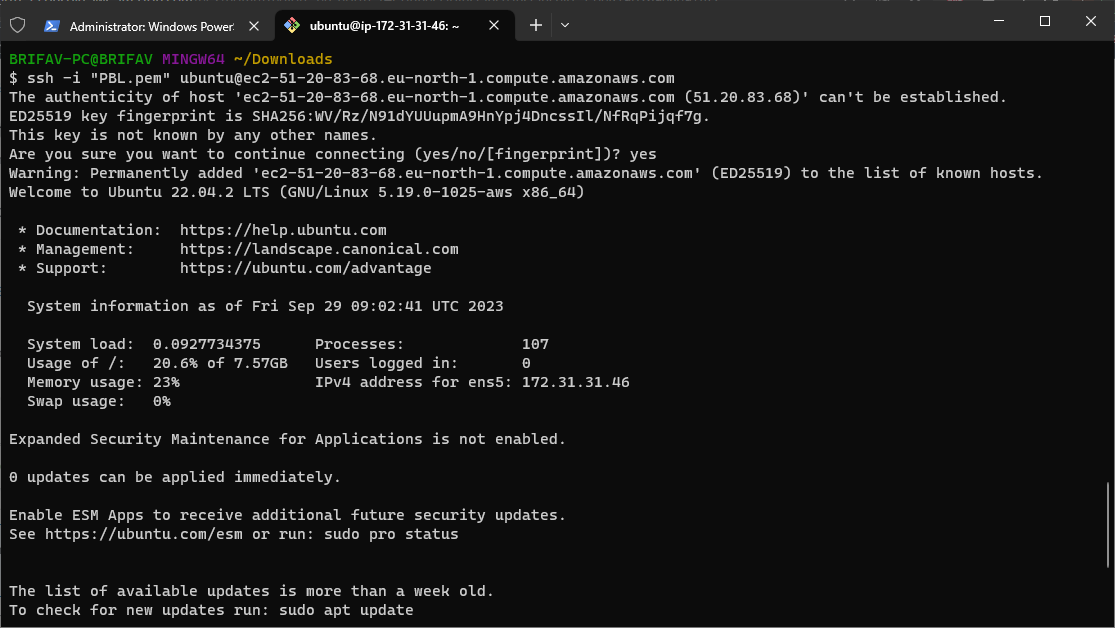 Administrator: Windows Power
ubuntu@ip-172-31-31-46: ~
BRIFAV-PC@BRIFAV MINGW64 ~/Downloads
$ ssh -i "PBL.pem" ubuntu@ec2-51-20-83-68.eu-north-1.compute.amazonaws.com
The authenticity of host 'ec2-51-20-83-68.eu-north-1.compute.amazonaws.com (51.20.83.68)' can't be established.
ED25519 key fingerprint is SHA256:WV/Rz/N91dYUUupmA9HnYpj4DncssIl/NfRqPijqf7g.
This key is not known by any other names.
Are you sure you want to continue connecting (yes/no/[fingerprint])? yes
Warning: Permanently added 'ec2-51-20-83-68.eu-north-1.compute.amazonaws.com' (ED25519) to the list of known hosts.
Welcome to Ubuntu 22.04.2 LTS (GNU/Linux 5.19.0-1025-aws x86_64)
* Documentation:  https://help.ubuntu.com
* Management:     https://landscape.canonical.com
* Support:        https://ubuntu.com/advantage
System information as of Fri Sep 29 09:02:41 UTC 2023
System load:  0.0927734375      Processes:             107
Usage of /:   20.6% of 7.57GB   Users logged in:       0
Memory usage: 23%               IPv4 address for ens5: 172.31.31.46
Swap usage:   0%
Expanded Security Maintenance for Applications is not enabled.
0 updates can be applied immediately.
Enable ESM Apps to receive additional future security updates.
See https://ubuntu.com/esm or run: sudo pro status
The list of available updates is more than a week old.
To check for new updates run: sudo apt update